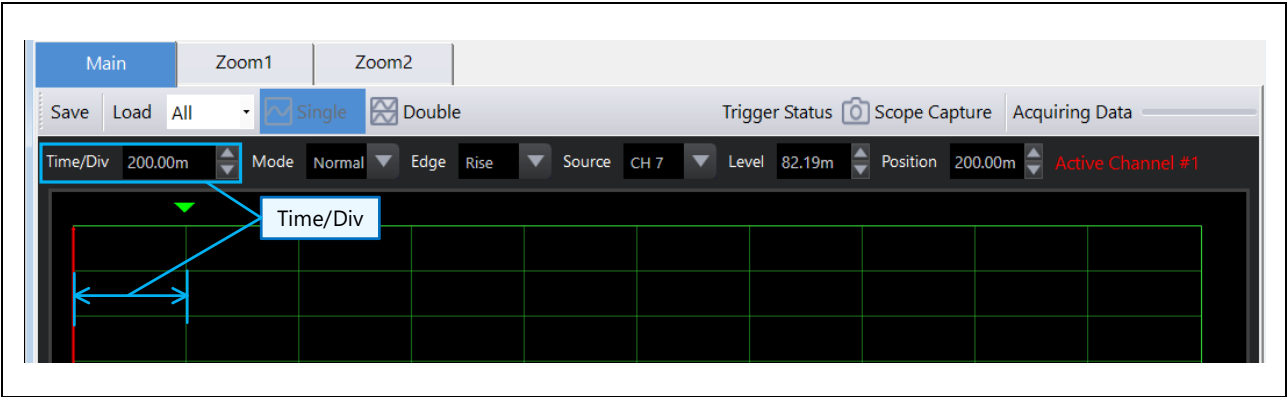 Main Zoom1 Zoom2
Save Load All Single Double Trigger Status Scope Capture Acquiring Data
Time/Div 200.00m Mode Normal Edge Rise Source CH 7 Level 82.19m Position 200.00m Active Channel #1
Time/Div